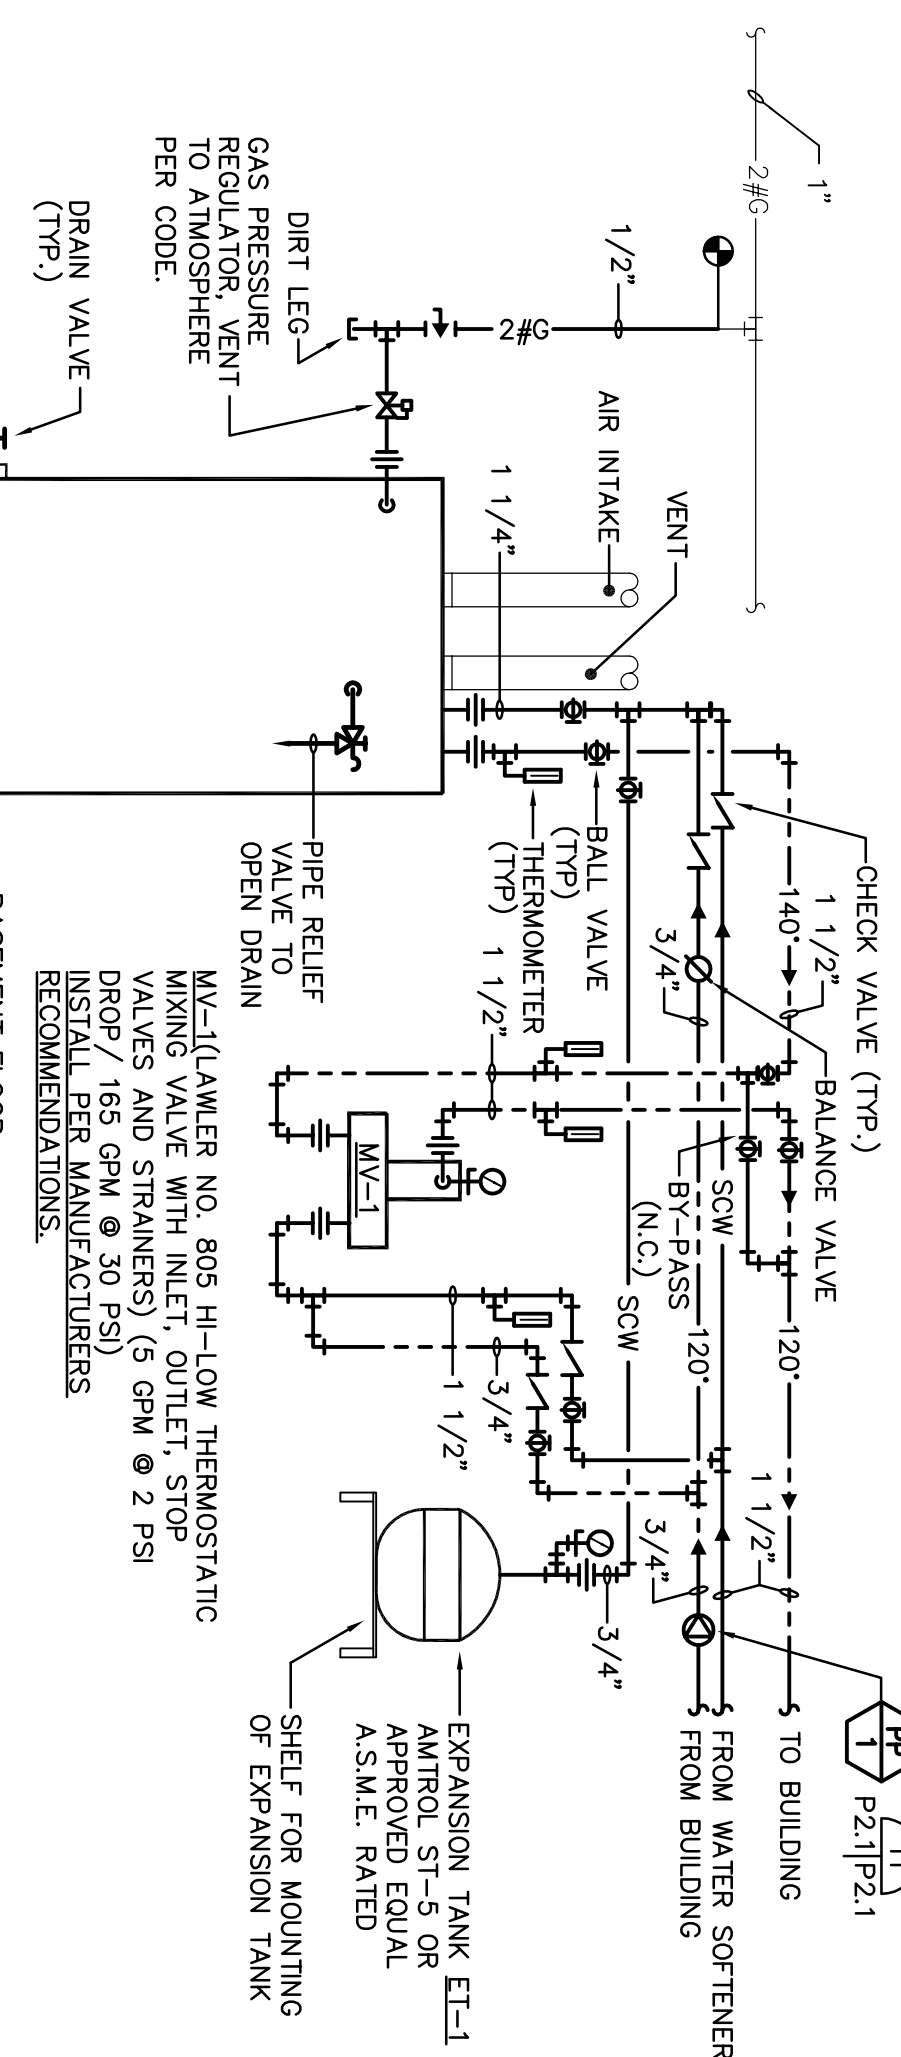 1"
2#G
1/2"
2#G
DIRT LEG
GAS PRESSURE
REGULATOR, VENT
TO ATMOSPHERE
PER CODE.
DRAIN VALVE
(TYP.)
AIR INTAKE
VENT
1 1/4"
CHECK VALVE (TYP.)
1 1/2"
140°
BALANCE VALVE
3/4"
BALL VALVE
(TYP)
THERMOMETER
(TYP)
1 1/2"
PIPE RELIEF
VALVE TO
OPEN DRAIN
BY-PASS
(N.C.)
SCW
SCW
120°
120°
MV-1
MV-1(LAWLER NO. 805 HI-LOW THERMOSTATIC
MIXING VALVE WITH INLET, OUTLET, STOP
VALVES AND STRAINERS) (5 GPM @ 2 PSI
DROP/ 165 GPM @ 30 PSI)
INSTALL PER MANUFACTURERS
RECOMMENDATIONS.
3/4"
1 1/2"
1 1/2"
3/4"
3/4"
PP
1
P2.1 P2.1
TO BUILDING
FROM WATER SOFTENER
FROM BUILDING
EXPANSION TANK ET-1
AMTROL ST-5 OR
APPROVED EQUAL
A.S.M.E. RATED
SHELF FOR MOUNTING
OF EXPANSION TANK